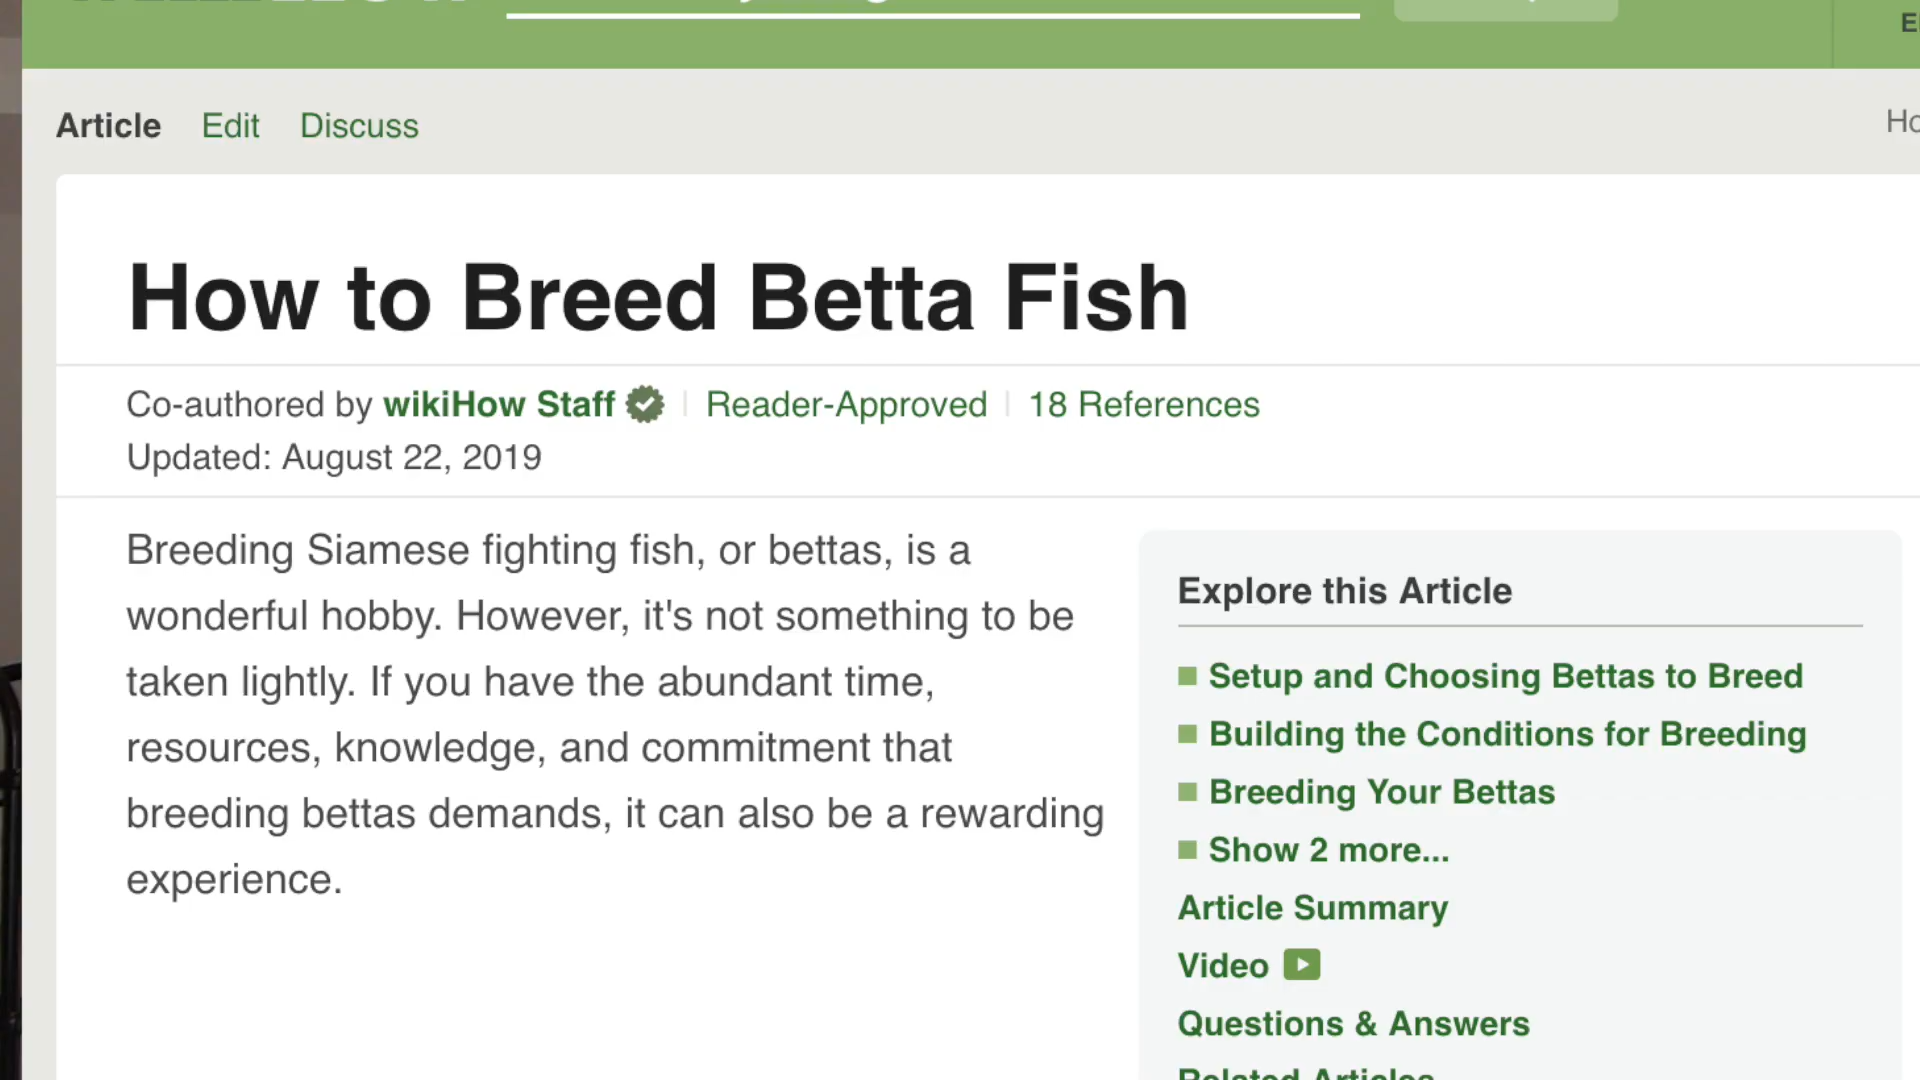 Article Edit Discuss
How to Breed Betta Fish
Co-authored by wikiHow Staff Reader-Approved 18 References
Updated: August 22, 2019
Breeding Siamese fighting fish, or bettas, is a
wonderful hobby. However, it's not something to be
taken lightly. If you have the abundant time,
resources, knowledge, and commitment that
breeding bettas demands, it can also be a rewarding
experience.
Explore this Article
Setup and Choosing Bettas to Breed
Building the Conditions for Breeding
Breeding Your Bettas
Show 2 more...
Article Summary
Video
Questions & Answers
Related Articles